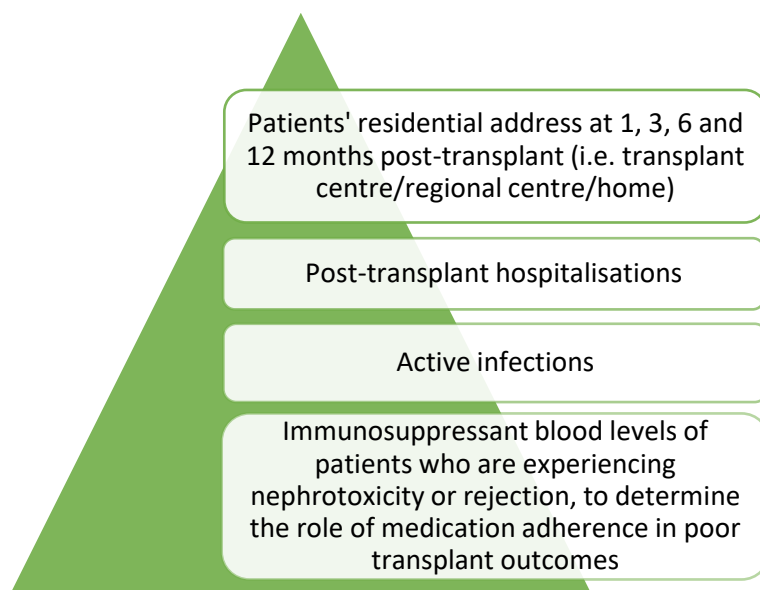 Patients' residential address at 1, 3, 6 and
12 months post-transplant (i.e. transplant
centre/regional centre/home)
Post-transplant hospitalisations
Active infections
Immunosuppressant blood levels of
patients who are experiencing
nephrotoxicity or rejection, to determine
the role of medication adherence in poor
transplant outcomes